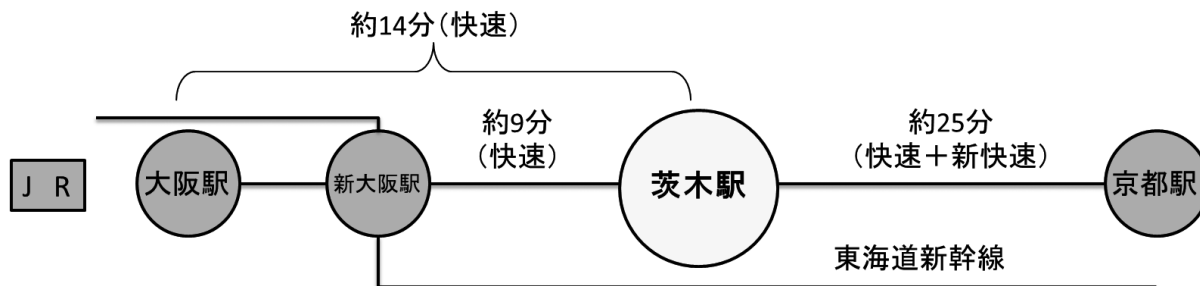 約14分（快速）
約9分
（快速）
約25分
（快速＋新快速）
J R
大阪駅
新大阪駅
茨木駅
京都駅
東海道新幹線